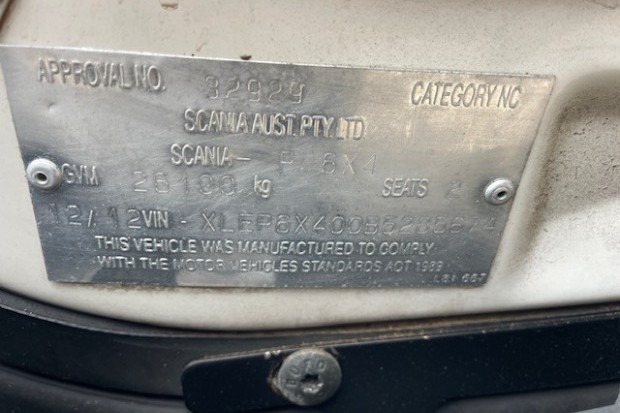 APPROVAL NO. 32929 CATEGORY NC
SCANIA AUST. PTY. LTD
SCANIA - P 6X4
GVM 26100 kg SEATS 2
12/12 VIN -
THIS VEHICLE WAS MANUFACTURED TO COMPLY
WITH THE MOTOR VEHICLES STANDARDS ACT 1989